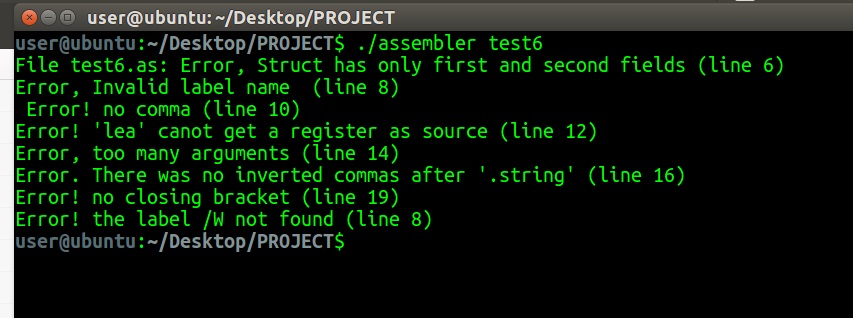 user@ubuntu: ~/Desktop/PROJECT
user@ubuntu:~/Desktop/PROJECT$ ./assembler test6
File test6.as: Error, Struct has only first and second fields (line 6)
Error, Invalid label name  (line 8)
 Error! no comma (line 10)
Error! 'lea' canot get a register as source (line 12)
Error, too many arguments (line 14)
Error. There was no inverted commas after '.string' (line 16)
Error! no closing bracket (line 19)
Error! the label /W not found (line 8)
user@ubuntu:~/Desktop/PROJECT$